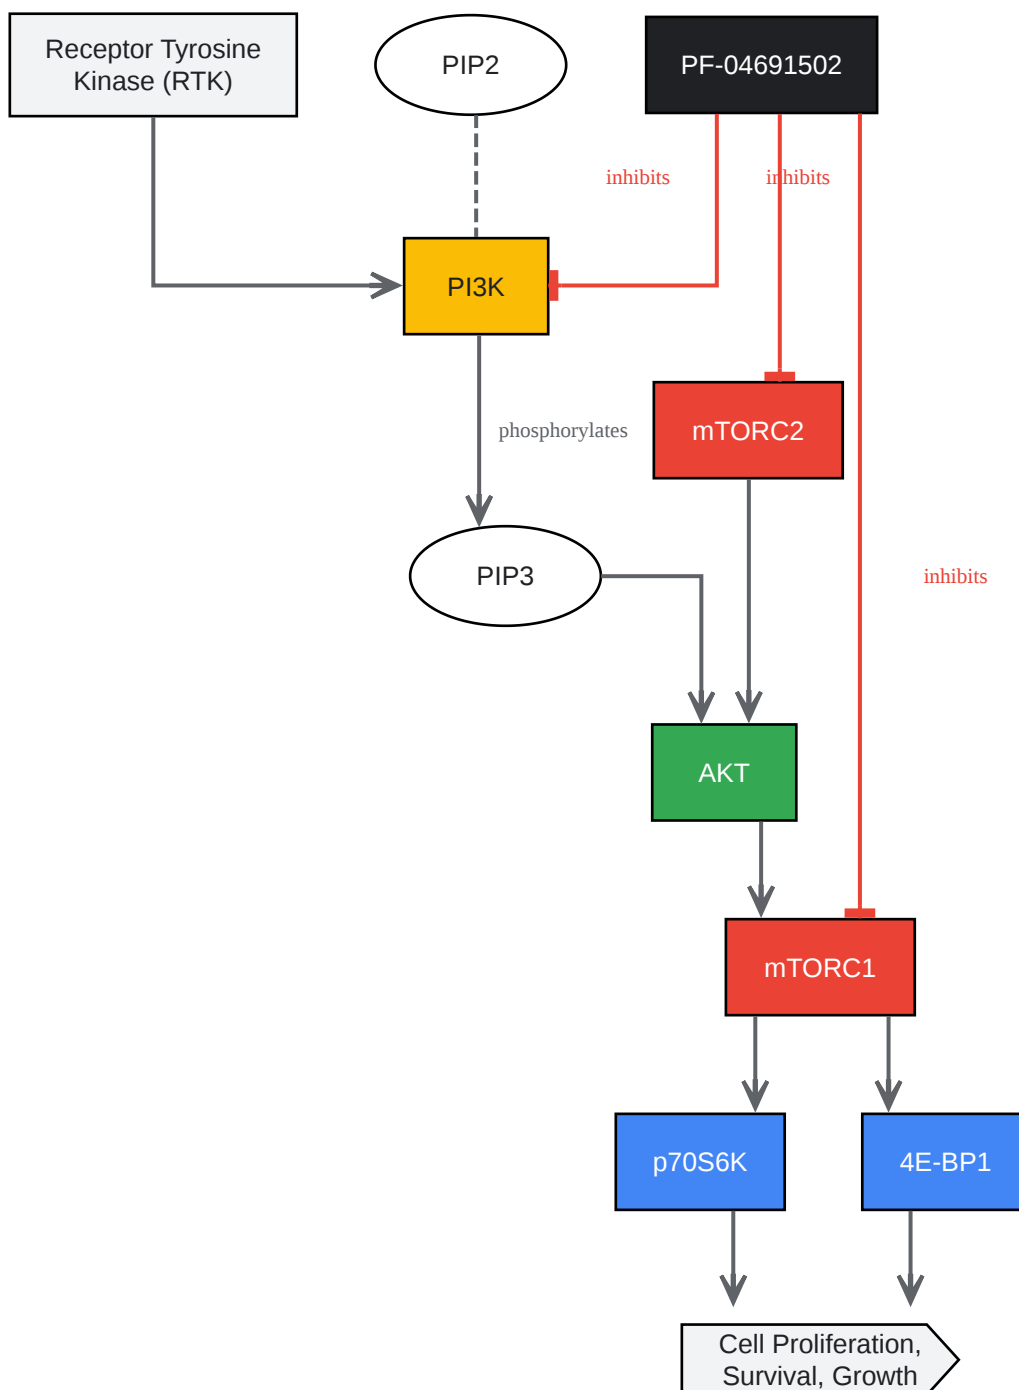 Receptor Tyrosine
Kinase (RTK)
PIP2
PF-04691502
inhibits
inhibits
PI3K
phosphorylates
mTORC2
PIP3
inhibits
AKT
mTORC1
p70S6K
4E-BP1
Cell Proliferation,
Survival, Growth